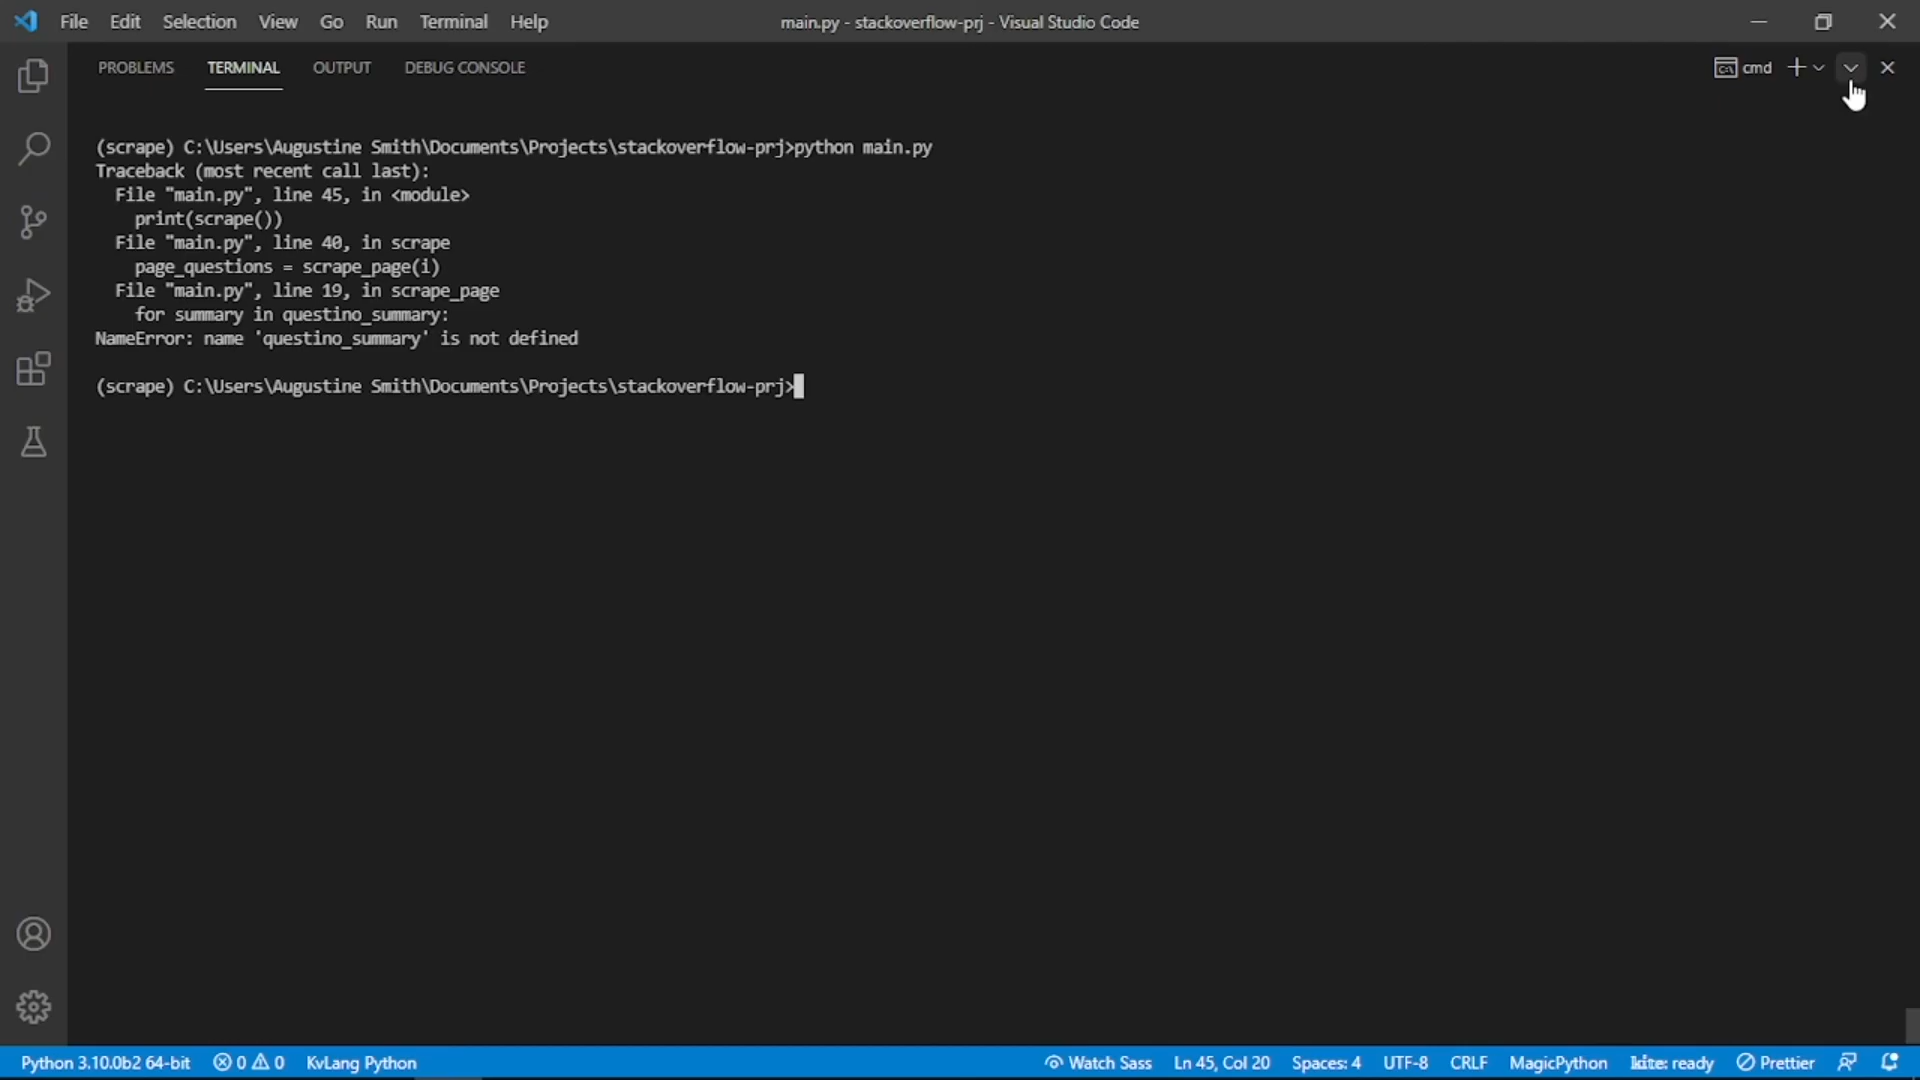 File Edit Selection View Go Run Terminal Help main.py - stackoverflow-prj - Visual Studio Code
PROBLEMS TERMINAL OUTPUT DEBUG CONSOLE cmd
(scrape) C:\Users\Augustine Smith\Documents\Projects\stackoverflow-prj>python main.py
Traceback (most recent call last):
File "main.py", line 45, in <module>
print(scrape())
File "main.py", line 40, in scrape
page_questions = scrape_page(i)
File "main.py", line 19, in scrape_page
for summary in questino_summary:
NameError: name 'questino_summary' is not defined
(scrape) C:\Users\Augustine Smith\Documents\Projects\stackoverflow-prj>
Python 3.10.0b2 64-bit 0 0 KvLang Python Watch Sass Ln 45, Col 20 Spaces: 4 UTF-8 CRLF MagicPython ready Prettier